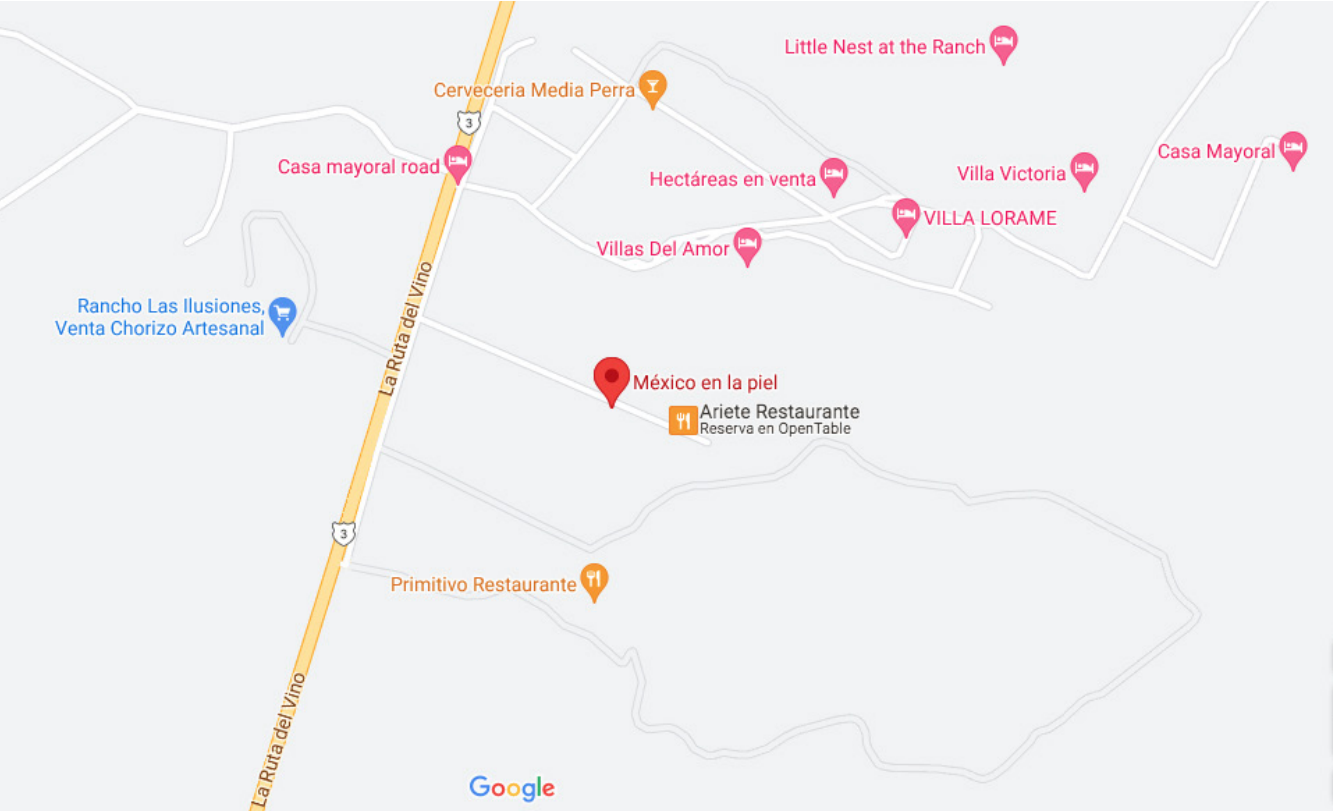 Little Nest at the Ranch
Cerveceria Media Perra
3
Casa mayoral road
Casa Mayoral
Hectáreas en venta
Villa Victoria
VILLA LORAME
Villas Del Amor
Rancho Las Ilusiones,
Venta Chorizo Artesanal
La Ruta del Vino
México en la piel
Ariete Restaurante
Reserva en OpenTable
3
Primitivo Restaurante
La Ruta del Vino
Google